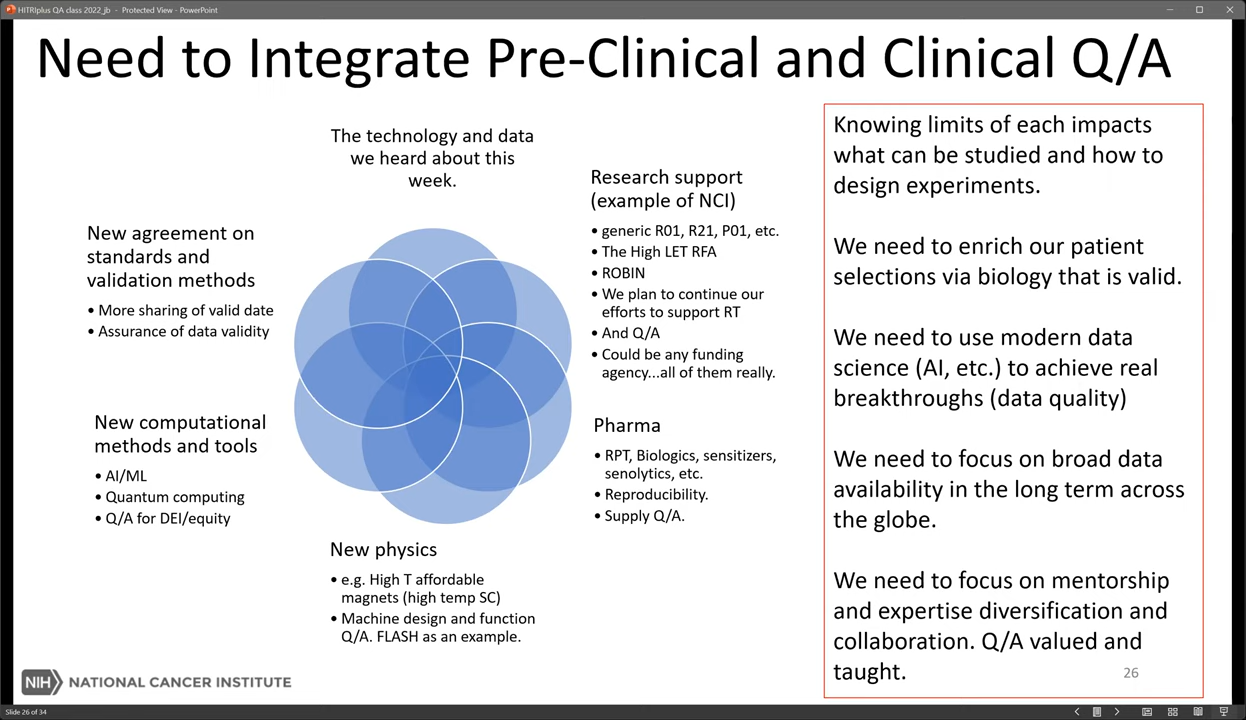 HITRIplus QA class 2022_jb - Protected View - PowerPoint
Need to Integrate Pre-Clinical and Clinical Q/A
The technology and data
we heard about this
week.
Research support
(example of NCI)
• generic R01, R21, P01, etc.
• The High LET RFA
• ROBIN
• We plan to continue our
efforts to support RT
• And Q/A
• Could be any funding
agency...all of them really.
Pharma
• RPT, Biologics, sensitizers,
senolytics, etc.
• Reproducibility.
• Supply Q/A.
New physics
• e.g. High T affordable
magnets (high temp SC)
• Machine design and function
Q/A. FLASH as an example.
New computational
methods and tools
• AI/ML
• Quantum computing
• Q/A for DEI/equity
New agreement on
standards and
validation methods
• More sharing of valid date
• Assurance of data validity
Knowing limits of each impacts
what can be studied and how to
design experiments.
We need to enrich our patient
selections via biology that is valid.
We need to use modern data
science (AI, etc.) to achieve real
breakthroughs (data quality)
We need to focus on broad data
availability in the long term across
the globe.
We need to focus on mentorship
and expertise diversification and
collaboration. Q/A valued and
taught.
26
NIH NATIONAL CANCER INSTITUTE
Slide 26 of 34